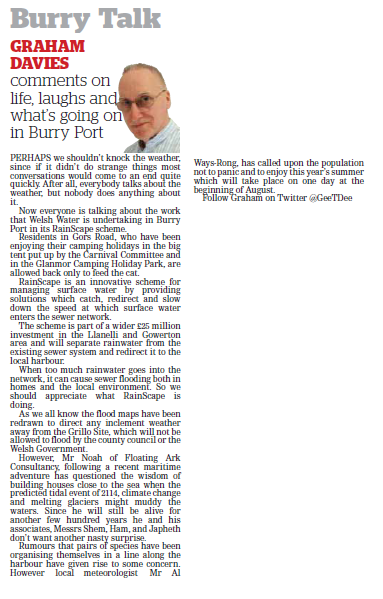 Burry Talk
GRAHAM
DAVIES
comments on
life, laughs and
what's going on
in Burry Port
PERHAPS we shouldn't knock the weather,
since if it didn't do strange things most
conversations would come to an end quite
quickly. After all, everybody talks about the
weather, but nobody does anything about
it.
Now everyone is talking about the work
that Welsh Water is undertaking in Burry
Port in its RainScape scheme.
Residents in Gors Road, who have been
enjoying their camping holidays in the big
tent put up by the Carnival Committee and
in the Glanmor Camping Holiday Park, are
allowed back only to feed the cat.
RainScape is an innovative scheme for
managing surface water by providing
solutions which catch, redirect and slow
down the speed at which surface water
enters the sewer network.
The scheme is part of a wider £25 million
investment in the Llanelli and Gowerton
area and will separate rainwater from the
existing sewer system and redirect it to the
local harbour.
When too much rainwater goes into the
network, it can cause sewer flooding both in
homes and the local environment. So we
should appreciate what RainScape is
doing.
As we all know the flood maps have been
redrawn to direct any inclement weather
away from the Grillo Site, which will not be
allowed to flood by the county council or the
Welsh Government.
However, Mr Noah of Floating Ark
Consultancy, following a recent maritime
adventure has questioned the wisdom of
building houses close to the sea when the
predicted tidal event of 2114, climate change
and melting glaciers might muddy the
waters. Since he will still be alive for
another few hundred years he and his
associates, Messrs Shem, Ham, and Japheth
don't want another nasty surprise.
Rumours that pairs of species have been
organising themselves in a line along the
harbour have given rise to some concern.
However local meteorologist Mr Al
Ways-Rong, has called upon the population
not to panic and to enjoy this year's summer
which will take place on one day at the
beginning of August.
Follow Graham on Twitter @GeeTDee